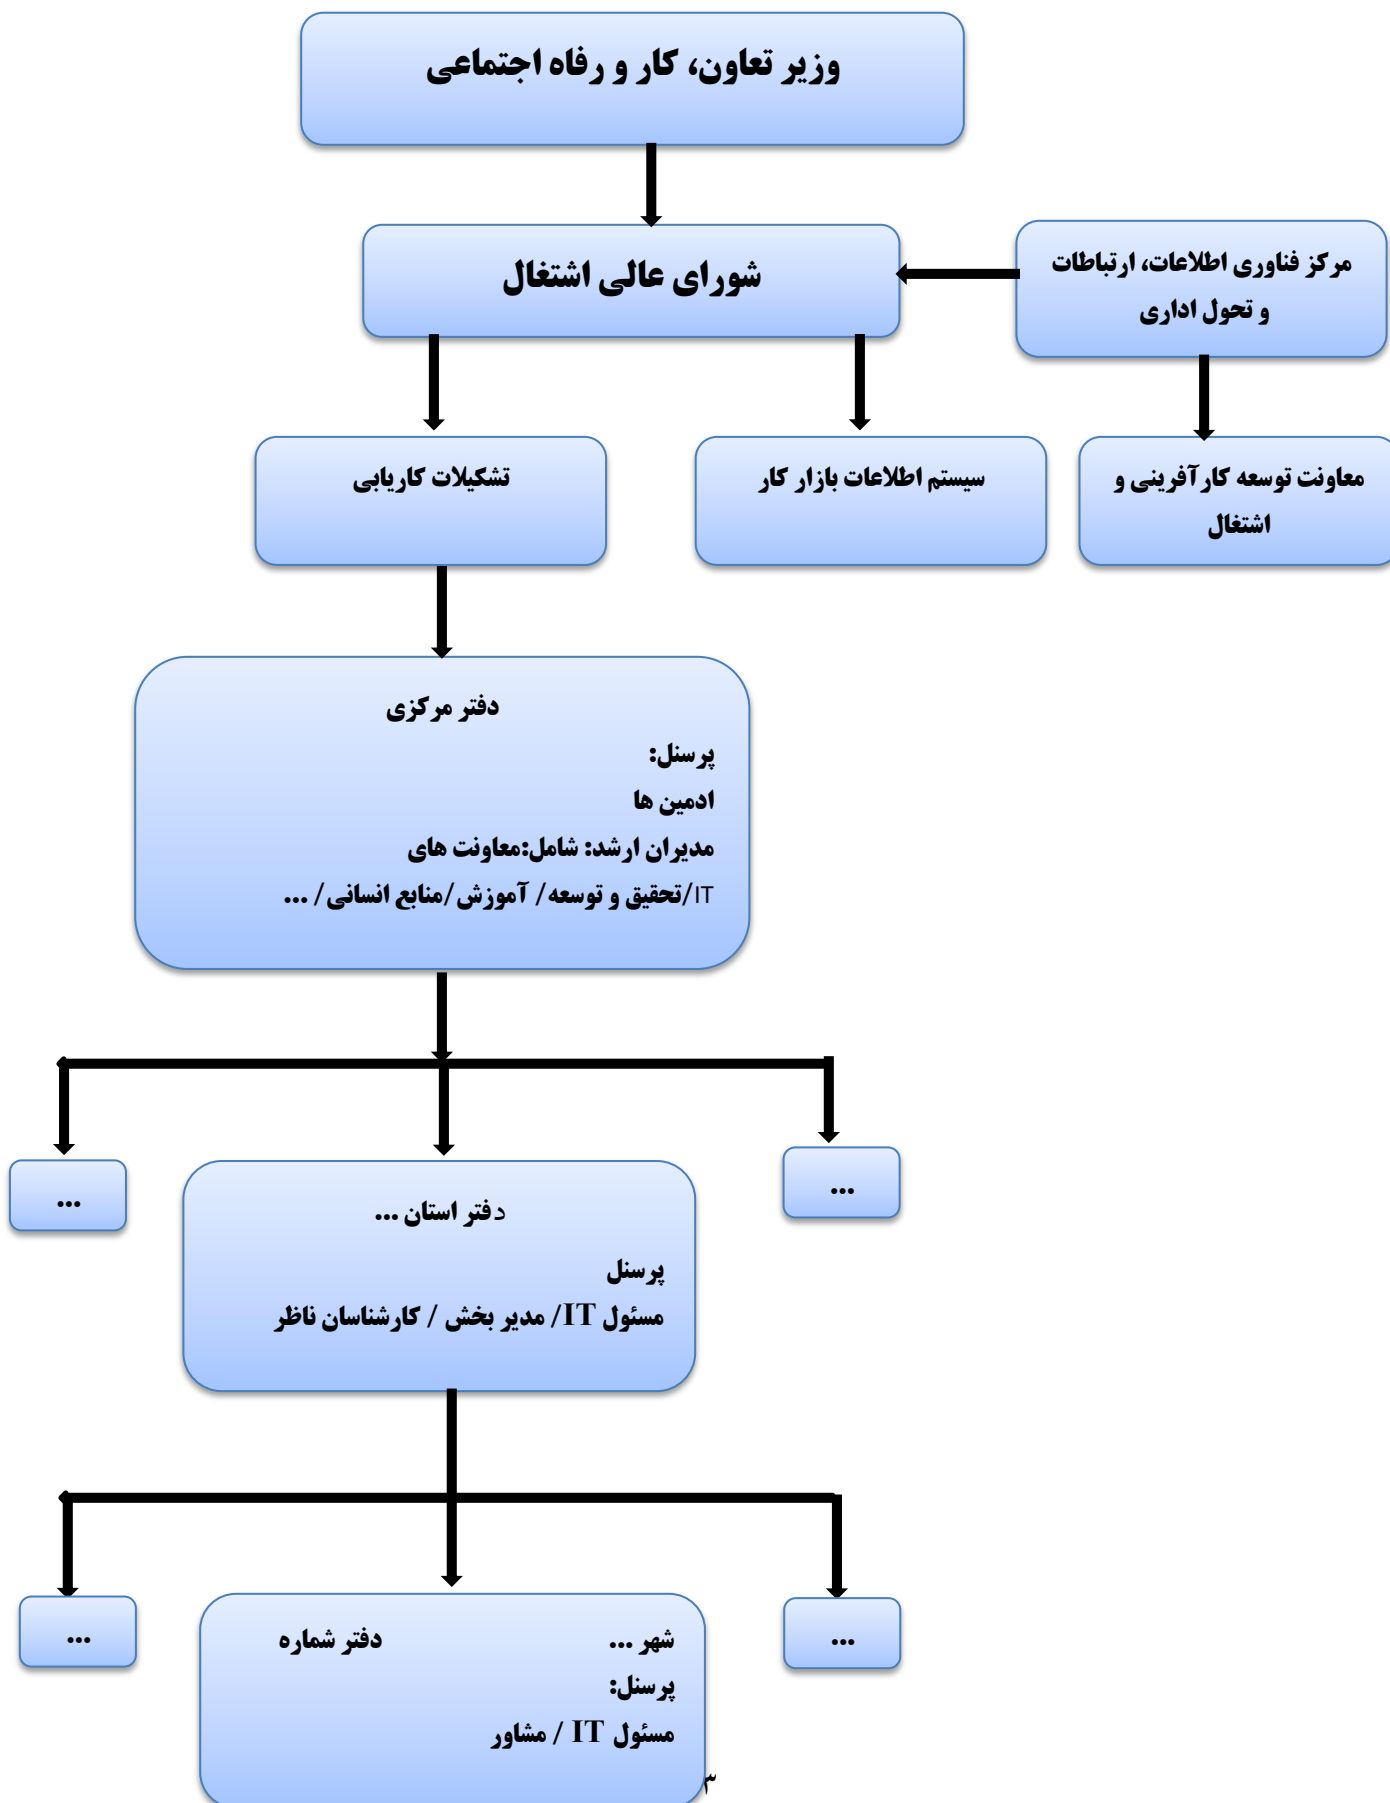 وزیر تعاون، کار و رفاه اجتماعی
شورای عالی اشتغال
مرکز فناوری اطلاعات، ارتباطات
و تحول اداری
معاونت توسعه کارآفرینی و
اشتغال
سیستم اطلاعات بازار کار
تشکیلات کاریابی
دفتر مرکزی
پرسنل:
ادمین ها
مدیران ارشد: شامل:معاونت های
IT/تحقیق و توسعه/ آموزش/منابع انسانی/ ...
...
دفتر استان ...
پرسنل
مسئول IT/ مدیر بخش / کارشناسان ناظر
...
...
شهر ... دفتر شماره
پرسنل:
مسئول IT / مشاور
...
۳